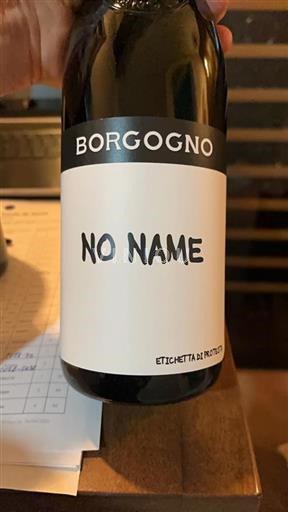 BORGOGNO
NO NAME
ETICHETTA DI PROTESTA